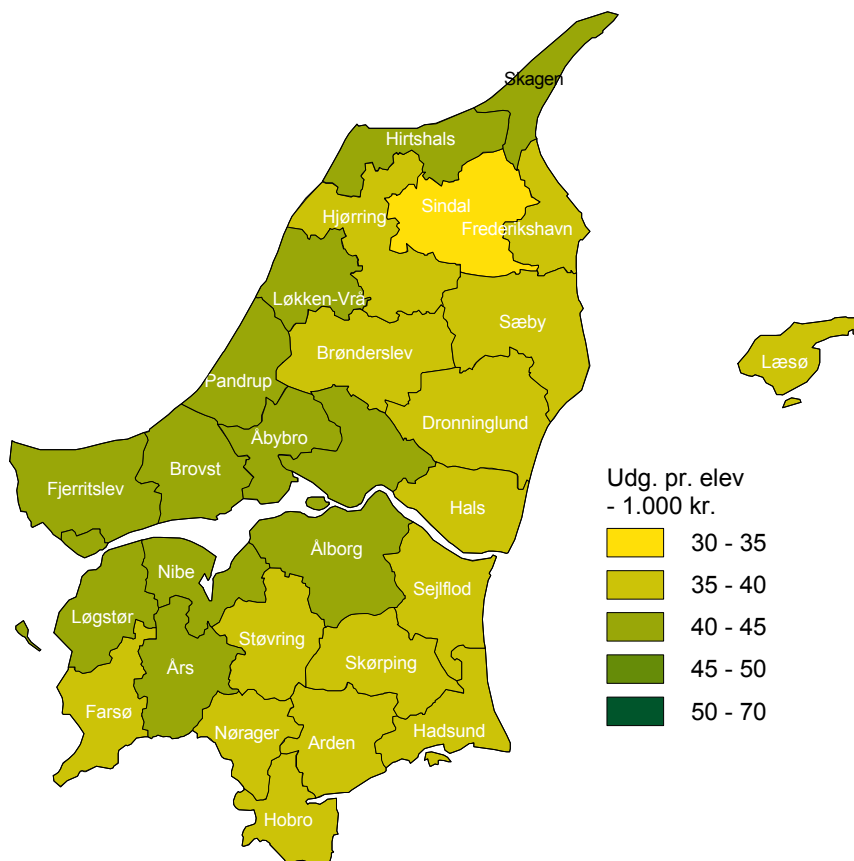 Skagen
Hirtshals
Sindal
Hjørring
Frederikshavn
Løkken-Vrå
Sæby
Brønderslev
Læsø
Pandrup
Dronninglund
Åbybro
Brovst
Fjerritslev
Hals
Udg. pr. elev
- 1.000 kr.
30 - 35
35 - 40
40 - 45
45 - 50
50 - 70
Ålborg
Nibe
Sejlflod
Løgstør
Støvring
Års
Skørping
Farsø
Nørager
Arden
Hadsund
Hobro